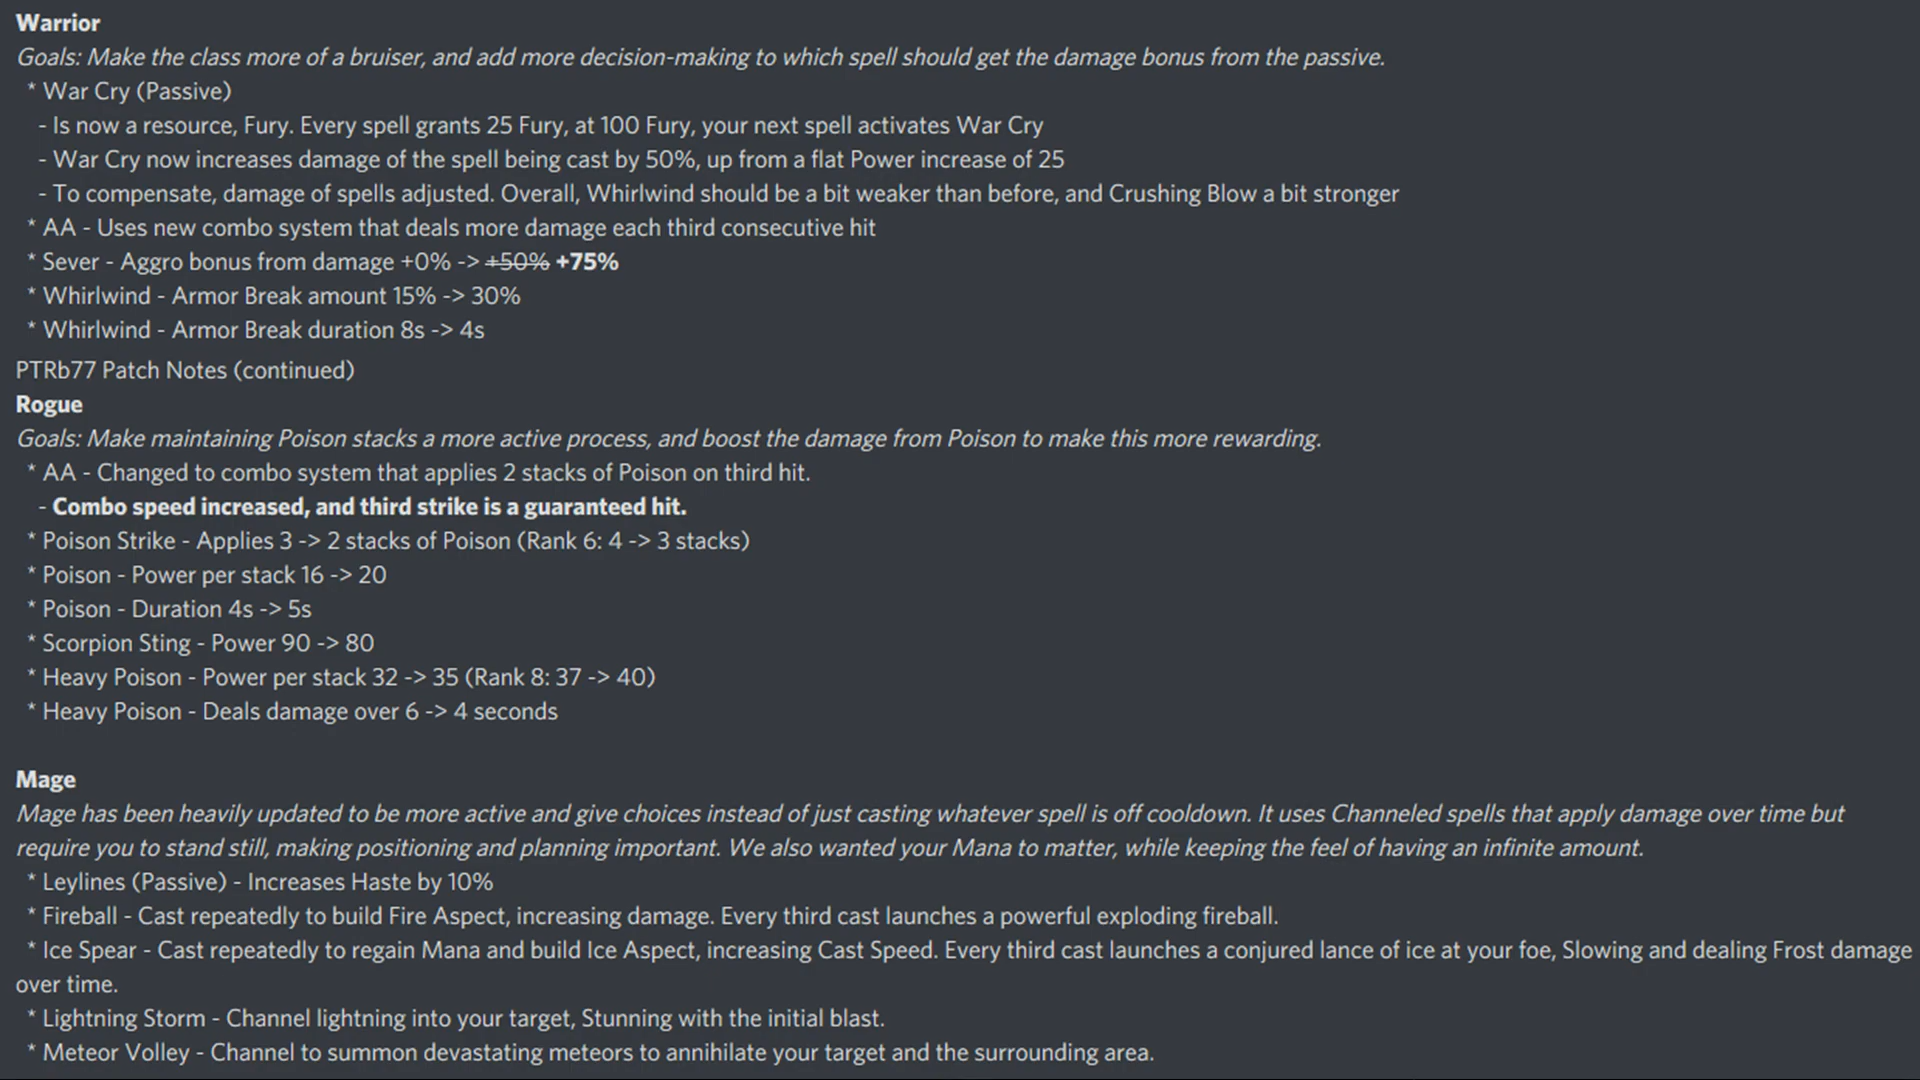 Warrior
Goals: Make the class more of a bruiser, and add more decision-making to which spell should get the damage bonus from the passive.
* War Cry (Passive)
- Is now a resource, Fury. Every spell grants 25 Fury, at 100 Fury, your next spell activates War Cry
- War Cry now increases damage of the spell being cast by 50%, up from a flat Power increase of 25
- To compensate, damage of spells adjusted. Overall, Whirlwind should be a bit weaker than before, and Crushing Blow a bit stronger
* AA - Uses new combo system that deals more damage each third consecutive hit
* Sever - Aggro bonus from damage +0% -> +50% +75%
* Whirlwind - Armor Break amount 15% -> 30%
* Whirlwind - Armor Break duration 8s -> 4s
PTRb77 Patch Notes (continued)
Rogue
Goals: Make maintaining Poison stacks a more active process, and boost the damage from Poison to make this more rewarding.
* AA - Changed to combo system that applies 2 stacks of Poison on third hit.
- Combo speed increased, and third strike is a guaranteed hit.
* Poison Strike - Applies 3 -> 2 stacks of Poison (Rank 6: 4 -> 3 stacks)
* Poison - Power per stack 16 -> 20
* Poison - Duration 4s -> 5s
* Scorpion Sting - Power 90 -> 80
* Heavy Poison - Power per stack 32 -> 35 (Rank 8: 37 -> 40)
* Heavy Poison - Deals damage over 6 -> 4 seconds
Mage
Mage has been heavily updated to be more active and give choices instead of just casting whatever spell is off cooldown. It uses Channeled spells that apply damage over time but
require you to stand still, making positioning and planning important. We also wanted your Mana to matter, while keeping the feel of having an infinite amount.
* Leylines (Passive) - Increases Haste by 10%
* Fireball - Cast repeatedly to build Fire Aspect, increasing damage. Every third cast launches a powerful exploding fireball.
* Ice Spear - Cast repeatedly to regain Mana and build Ice Aspect, increasing Cast Speed. Every third cast launches a conjured lance of ice at your foe, Slowing and dealing Frost damage
over time.
* Lightning Storm - Channel lightning into your target, Stunning with the initial blast.
* Meteor Volley - Channel to summon devastating meteors to annihilate your target and the surrounding area.